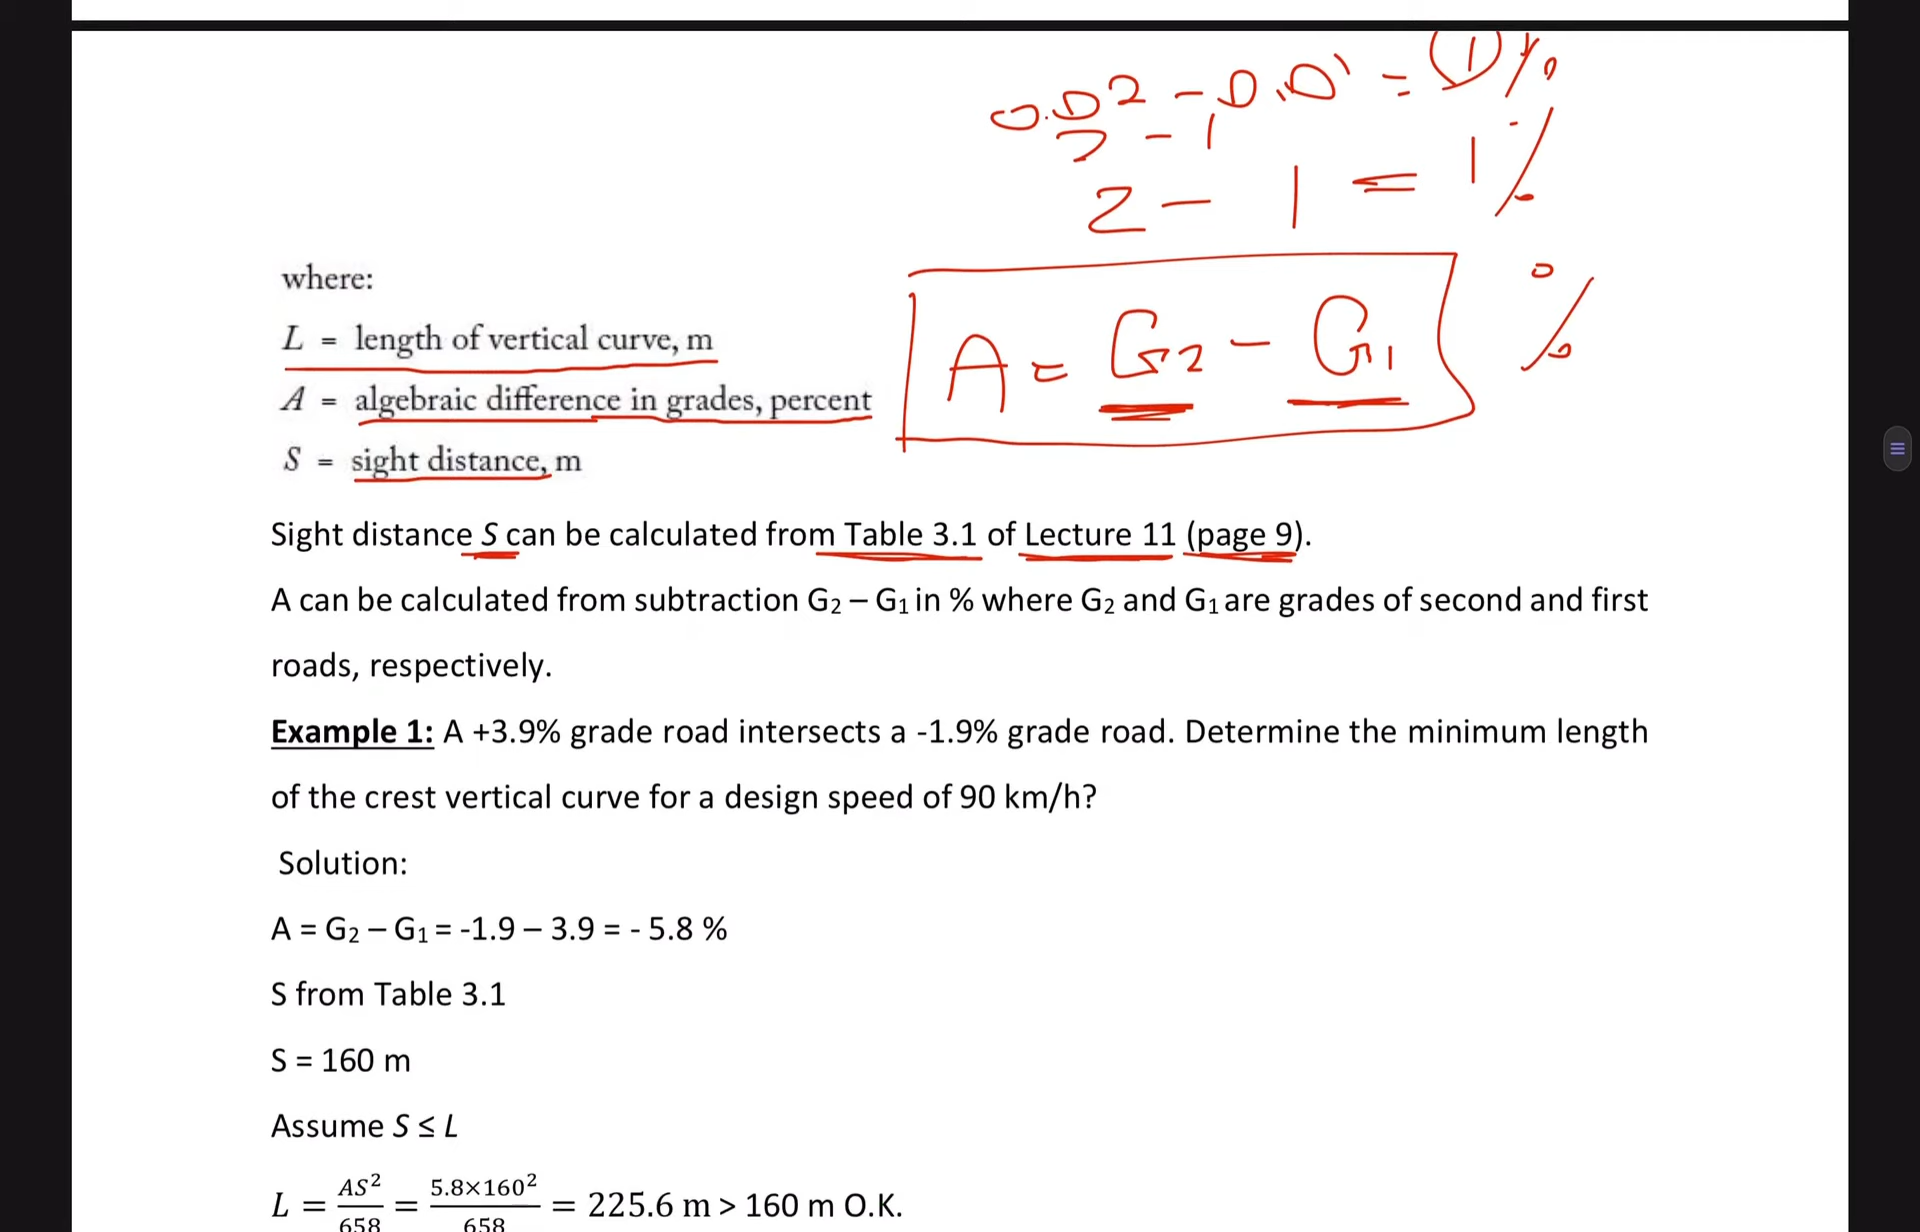 0.02 - 0.01 = 1 %
2 - 1
2 - 1 = 1 %
where:
L = length of vertical curve, m
A = algebraic difference in grades, percent
S = sight distance, m
A = G2 - G1 %
Sight distance S can be calculated from Table 3.1 of Lecture 11 (page 9).
A can be calculated from subtraction G₂ – G₁ in % where G₂ and G₁ are grades of second and first
roads, respectively.
Example 1: A +3.9% grade road intersects a -1.9% grade road. Determine the minimum length
of the crest vertical curve for a design speed of 90 km/h?
Solution:
A = G₂ – G₁ = -1.9 – 3.9 = - 5.8 %
S from Table 3.1
S = 160 m
Assume S ≤ L
L = AS²/658 = 5.8×160²/658 = 225.6 m > 160 m O.K.